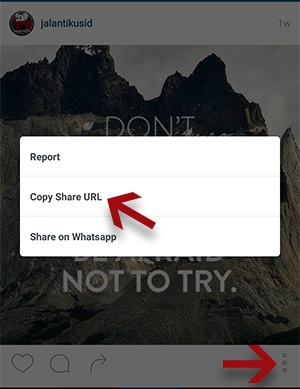 jalantikusid
1w
DON'T
Report
Copy Share URL
Share on Whatsapp
BE AFRAID
NOT TO TRY.